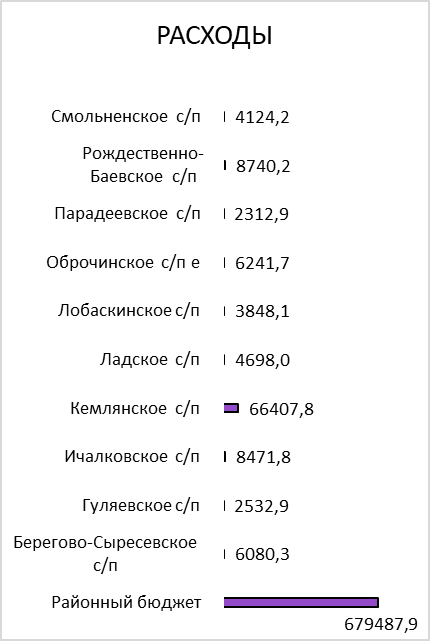 РАСХОДЫ
Смольненское с/п 4124,2
Рождественно-
Баевское с/п 8740,2
Парадеевское с/п 2312,9
Оброчинское с/п е 6241,7
Лобаскинское с/п 3848,1
Ладское с/п 4698,0
Кемлянское с/п 66407,8
Ичалковское с/п 8471,8
Гуляевское с/п 2532,9
Берегово-Сыресевское
с/п 6080,3
Районный бюджет 679487,9